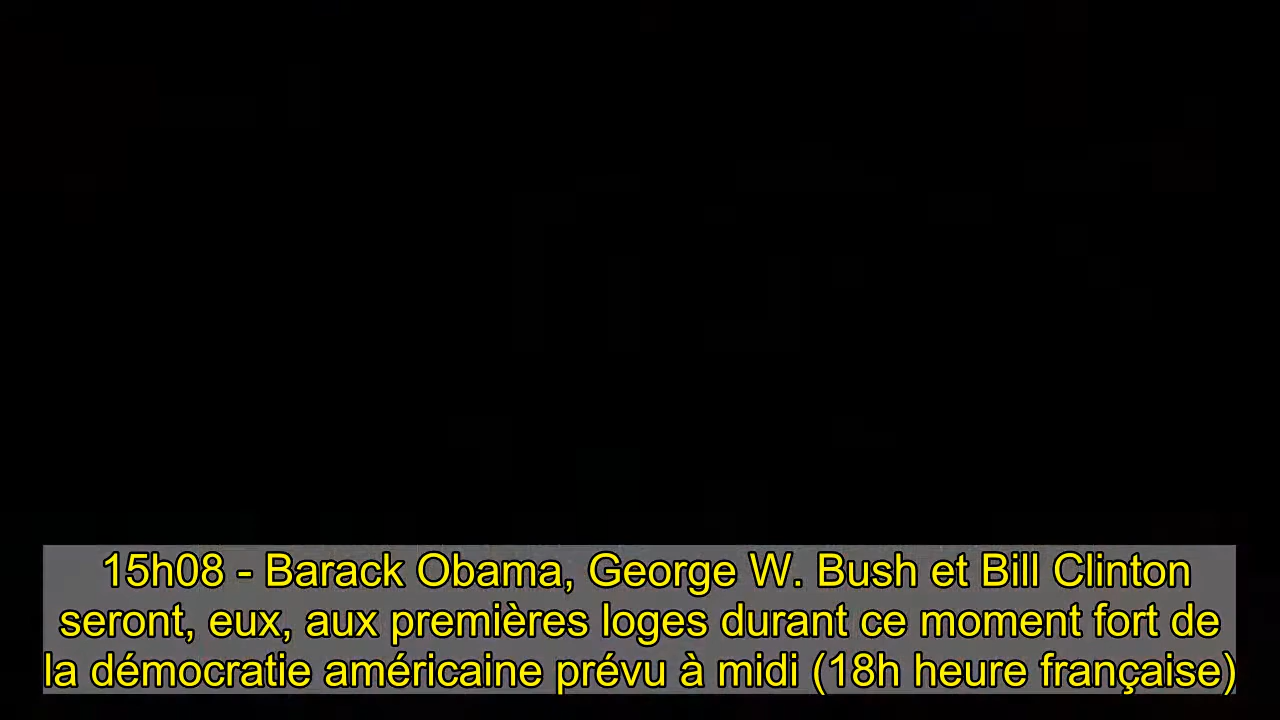 15h08 - Barack Obama, George W. Bush et Bill Clinton
seront, eux, aux premières loges durant ce moment fort de
la démocratie américaine prévu à midi (18h heure française)